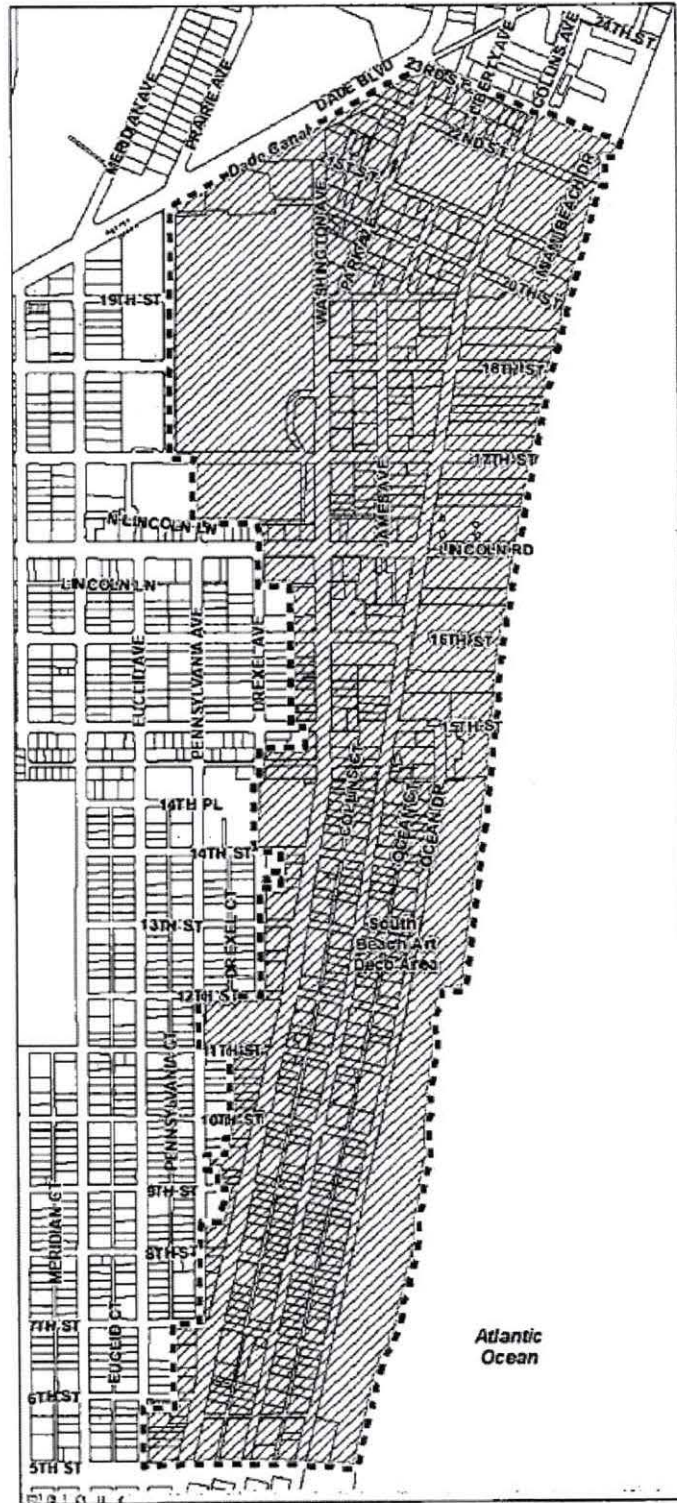 24TH ST
LIBERTY AVE
COLLINS AVE
23RD ST
DADE BLVD
MERIDIAN AVE
PRAIRIE AVE
Dade Canal
22ND ST
21ST ST
MIAMI BEACH DR
WASHINGTON AVE
PARK AVE
20TH ST
19TH ST
18TH ST
17TH ST
JAMES AVE
N LINCOLN LN
LINCOLN RD
LINCOLN LN
EUCLID AVE
PENNSYLVANIA AVE
DREXEL AVE
16TH ST
15TH ST
COLLINS CT
OCEAN CT
OCEAN DR
14TH PL
14TH ST
DREXEL CT
13TH ST
South
Beach Art
Deco Area
12TH ST
11TH ST
PENNSYLVANIA CT
10TH ST
9TH ST
MERIDIAN CT
8TH ST
EUCLID CT
7TH ST
Atlantic
Ocean
6TH ST
5TH ST